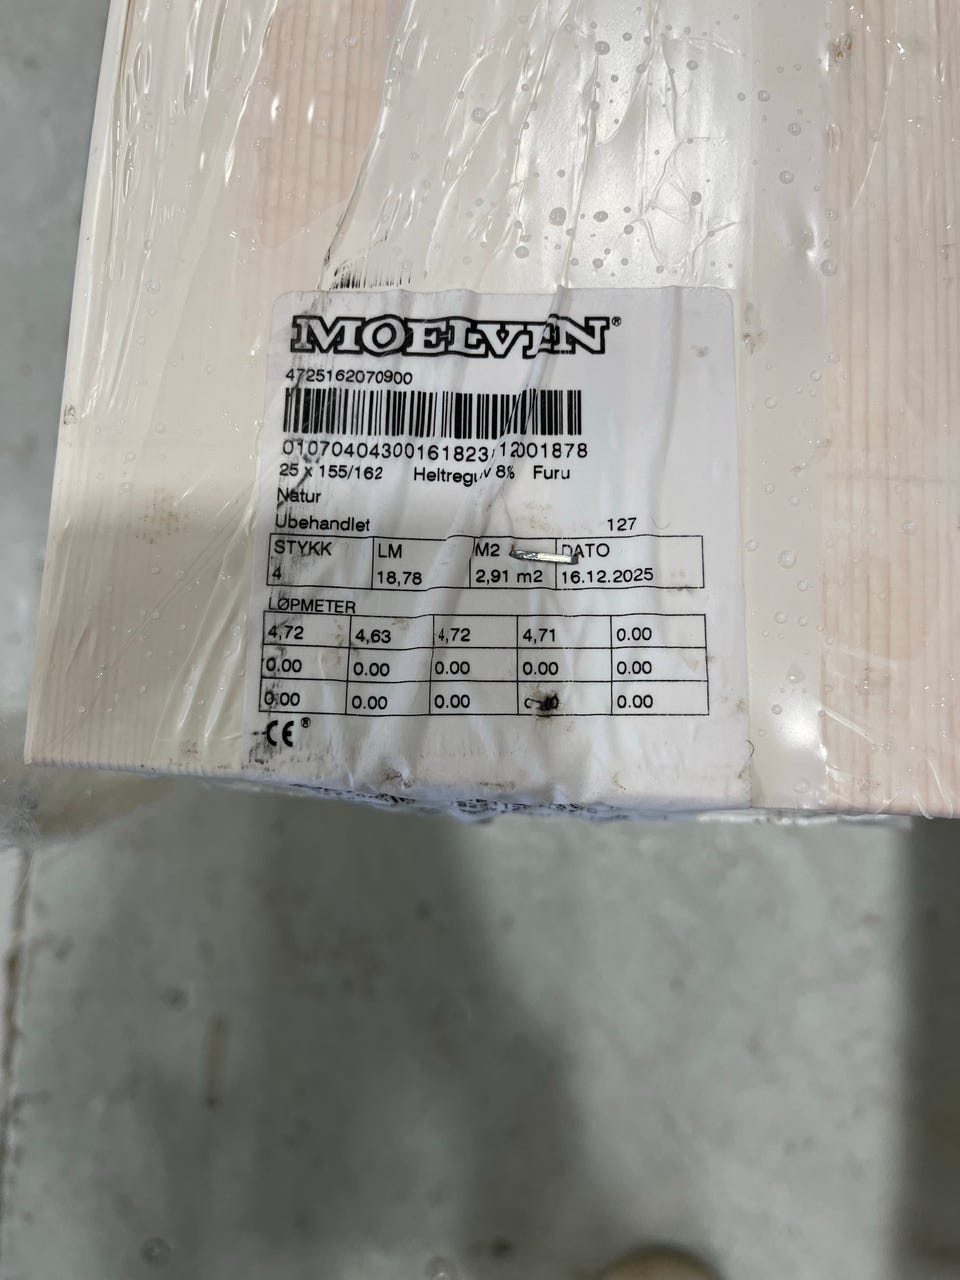 MOELVEN®
4725162070900
010704043001618231 2001878
25 x 155/162 Heltregulv 8% Furu
Natur
Ubehandlet 127
STYKK LM M2 DATO
4 18,78 2,91 m2 16.12.2025
LØPMETER
4,72 4,63 4,72 4,71 0.00
0.00 0.00 0.00 0.00 0.00
0.00 0.00 0.00 0.00
CE®